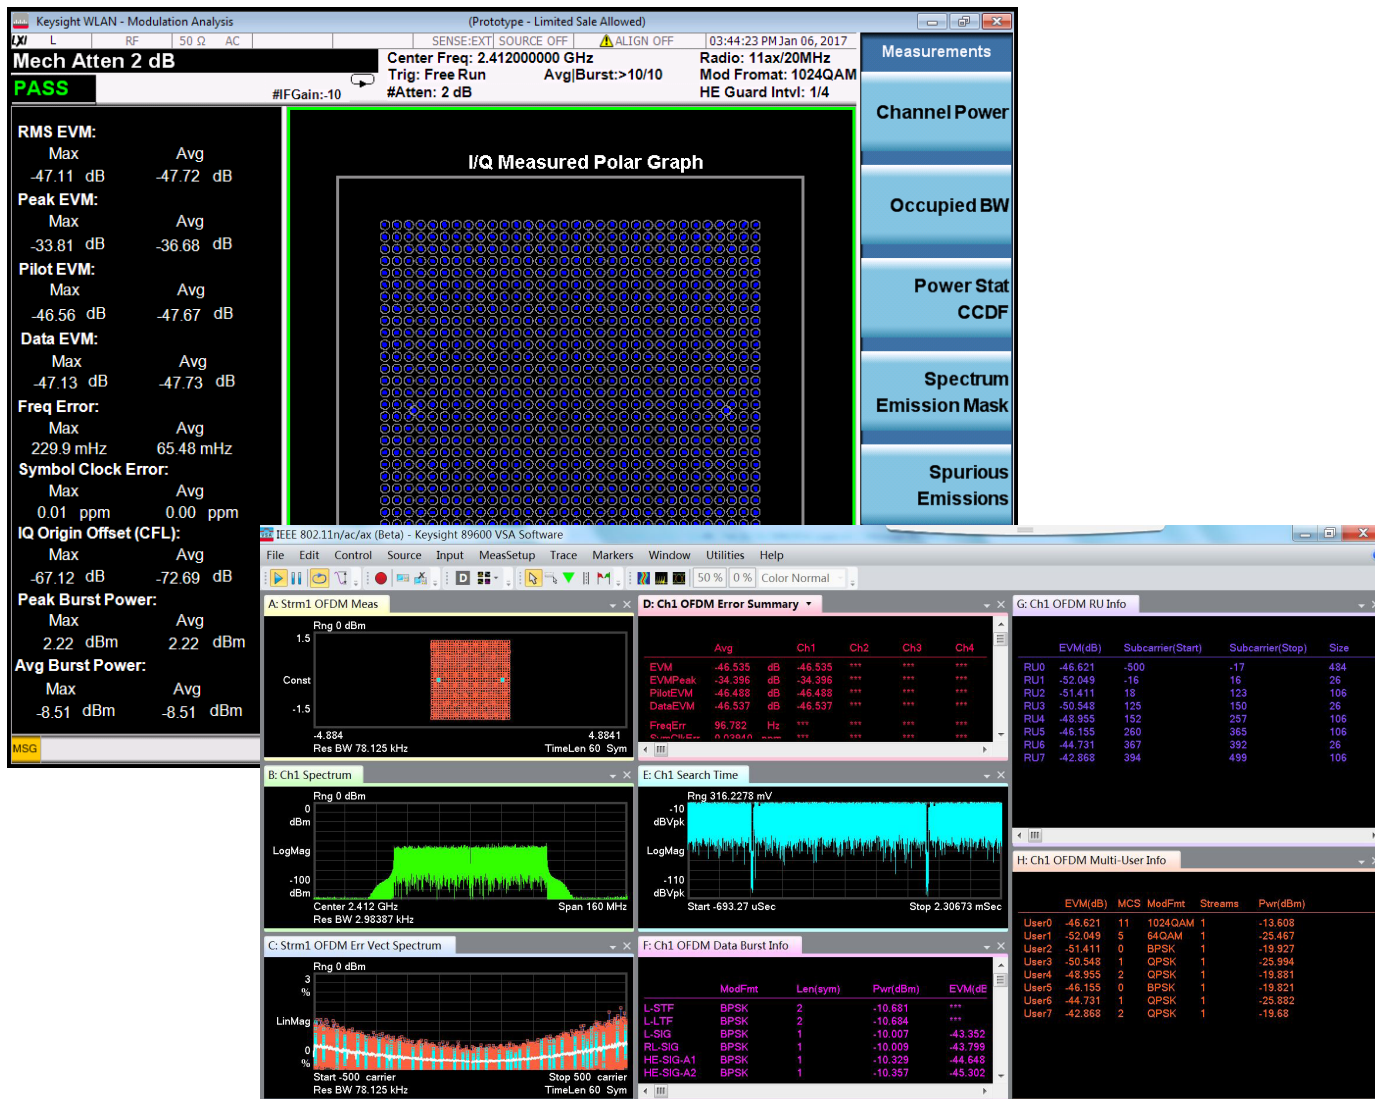 Keysight WLAN - Modulation Analysis (Prototype - Limited Sale Allowed)
LXI L RF 50 Ω AC SENSE:EXT SOURCE OFF ALIGN OFF 03:44:23 PM Jan 06, 2017
Mech Atten 2 dB
PASS
#IFGain:-10
Center Freq: 2.412000000 GHz Radio: 11ax/20MHz
Trig: Free Run Avg|Burst:>10/10 Mod Fromat: 1024QAM
#Atten: 2 dB HE Guard Intvl: 1/4
RMS EVM:
Max Avg
-47.11 dB -47.72 dB
Peak EVM:
Max Avg
-33.81 dB -36.68 dB
Pilot EVM:
Max Avg
-46.56 dB -47.67 dB
Data EVM:
Max Avg
-47.13 dB -47.73 dB
Freq Error:
Max Avg
229.9 mHz 65.48 mHz
Symbol Clock Error:
Max Avg
0.01 ppm 0.00 ppm
IQ Origin Offset (CFL):
Max Avg
-67.12 dB -72.69 dB
Peak Burst Power:
Max Avg
2.22 dBm 2.22 dBm
Avg Burst Power:
Max Avg
-8.51 dBm -8.51 dBm
MSG
I/Q Measured Polar Graph
Measurements
Channel Power
Occupied BW
Power Stat
CCDF
Spectrum
Emission Mask
Spurious
Emissions
IEEE 802.11n/ac/ax (Beta) - Keysight 89600 VSA Software
File Edit Control Source Input MeasSetup Trace Markers Window Utilities Help
D 50 % 0 % Color Normal
A: Strm1 OFDM Meas
Rng 0 dBm
1.5
Const
-1.5
-4.884 4.8841
Res BW 78.125 kHz TimeLen 60 Sym
B: Ch1 Spectrum
Rng 0 dBm
0
dBm
LogMag
-100
dBm
Center 2.412 GHz Span 160 MHz
Res BW 2.98387 kHz
C: Strm1 OFDM Err Vect Spectrum
Rng 0 dBm
3
%
LinMag
0
%
Start -500 carrier Stop 500 carrier
Res BW 78.125 kHz TimeLen 60 Sym
D: Ch1 OFDM Error Summary
Avg Ch1 Ch2 Ch3 Ch4
EVM -46.535 dB -46.535 *** *** ***
EVMPeak -34.396 dB -34.396 *** *** ***
PilotEVM -46.488 dB -46.488 *** *** ***
DataEVM -46.537 dB -46.537 *** *** ***
FreqErr 96.782 Hz *** *** *** ***
SymClkErr 0.03940 ppm *** *** *** ***
E: Ch1 Search Time
Rng 316.2278 mV
-10
dBVpk
LogMag
-110
dBVpk
Start -693.27 uSec Stop 2.30673 mSec
F: Ch1 OFDM Data Burst Info
ModFmt Len(sym) Pwr(dBm) EVM(dB
L-STF BPSK 2 -10.681 ***
L-LTF BPSK 2 -10.684 ***
L-SIG BPSK 1 -10.007 -43.352
RL-SIG BPSK 1 -10.009 -43.799
HE-SIG-A1 BPSK 1 -10.329 -44.648
HE-SIG-A2 BPSK 1 -10.357 -45.302
G: Ch1 OFDM RU Info
EVM(dB) Subcarrier(Start) Subcarrier(Stop) Size
RU0 -46.621 -500 -17 484
RU1 -52.049 -16 16 26
RU2 -51.411 18 123 106
RU3 -50.548 125 150 26
RU4 -48.955 152 257 106
RU5 -46.155 260 365 106
RU6 -44.731 367 392 26
RU7 -42.868 394 499 106
H: Ch1 OFDM Multi-User Info
EVM(dB) MCS ModFmt Streams Pwr(dBm)
User0 -46.621 11 1024QAM 1 -13.608
User1 -52.049 5 64QAM 1 -25.467
User2 -51.411 0 BPSK 1 -19.927
User3 -50.548 1 QPSK 1 -25.994
User4 -48.955 2 QPSK 1 -19.881
User5 -46.155 0 BPSK 1 -19.821
User6 -44.731 1 QPSK 1 -25.882
User7 -42.868 2 QPSK 1 -19.68